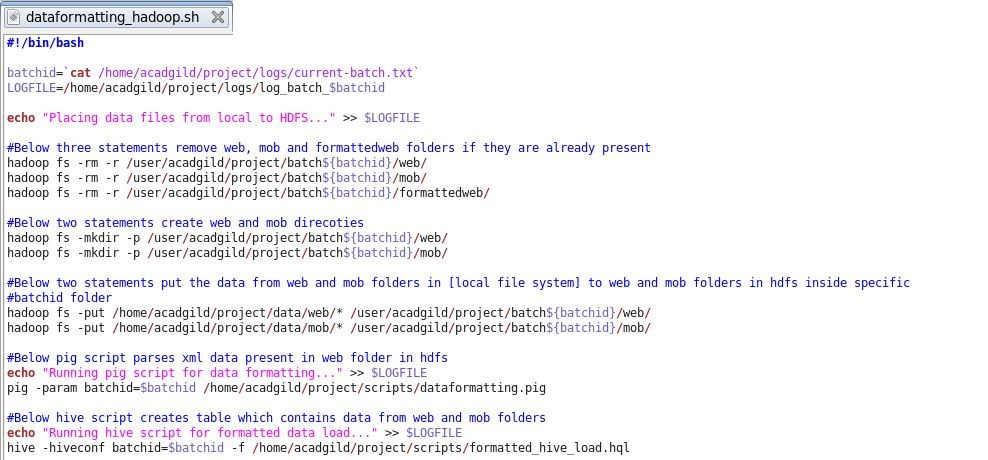 dataformatting_hadoop.sh
#!/bin/bash
batchid=`cat /home/acadgild/project/logs/current-batch.txt`
LOGFILE=/home/acadgild/project/logs/log_batch_$batchid
echo "Placing data files from local to HDFS..." >> $LOGFILE
#Below three statements remove web, mob and formattedweb folders if they are already present
hadoop fs -rm -r /user/acadgild/project/batch${batchid}/web/
hadoop fs -rm -r /user/acadgild/project/batch${batchid}/mob/
hadoop fs -rm -r /user/acadgild/project/batch${batchid}/formattedweb/
#Below two statements create web and mob direcoties
hadoop fs -mkdir -p /user/acadgild/project/batch${batchid}/web/
hadoop fs -mkdir -p /user/acadgild/project/batch${batchid}/mob/
#Below two statements put the data from web and mob folders in [local file system] to web and mob folders in hdfs inside specific
#batchid folder
hadoop fs -put /home/acadgild/project/data/web/* /user/acadgild/project/batch${batchid}/web/
hadoop fs -put /home/acadgild/project/data/mob/* /user/acadgild/project/batch${batchid}/mob/
#Below pig script parses xml data present in web folder in hdfs
echo "Running pig script for data formatting..." >> $LOGFILE
pig -param batchid=$batchid /home/acadgild/project/scripts/dataformatting.pig
#Below hive script creates table which contains data from web and mob folders
echo "Running hive script for formatted data load..." >> $LOGFILE
hive -hiveconf batchid=$batchid -f /home/acadgild/project/scripts/formatted_hive_load.hql